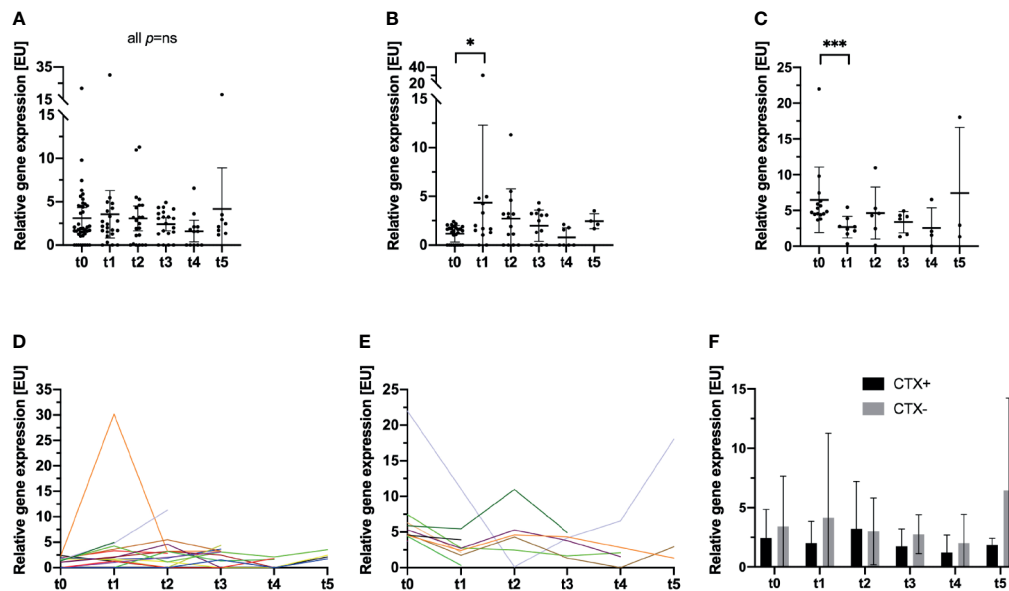 A
all p=ns
Relative gene expression [EU]
35
15
15
10
5
0
t0 t1 t2 t3 t4 t5
B
*
Relative gene expression [EU]
40
20
15
10
5
0
t0 t1 t2 t3 t4 t5
C
***
Relative gene expression [EU]
25
20
15
10
5
0
t0 t1 t2 t3 t4 t5
D
Relative gene expression [EU]
35
30
25
20
15
10
5
0
t0 t1 t2 t3 t4 t5
E
Relative gene expression [EU]
25
20
15
10
5
0
t0 t1 t2 t3 t4 t5
F
CTX+
CTX-
Relative gene expression [EU]
15
10
5
0
t0 t1 t2 t3 t4 t5